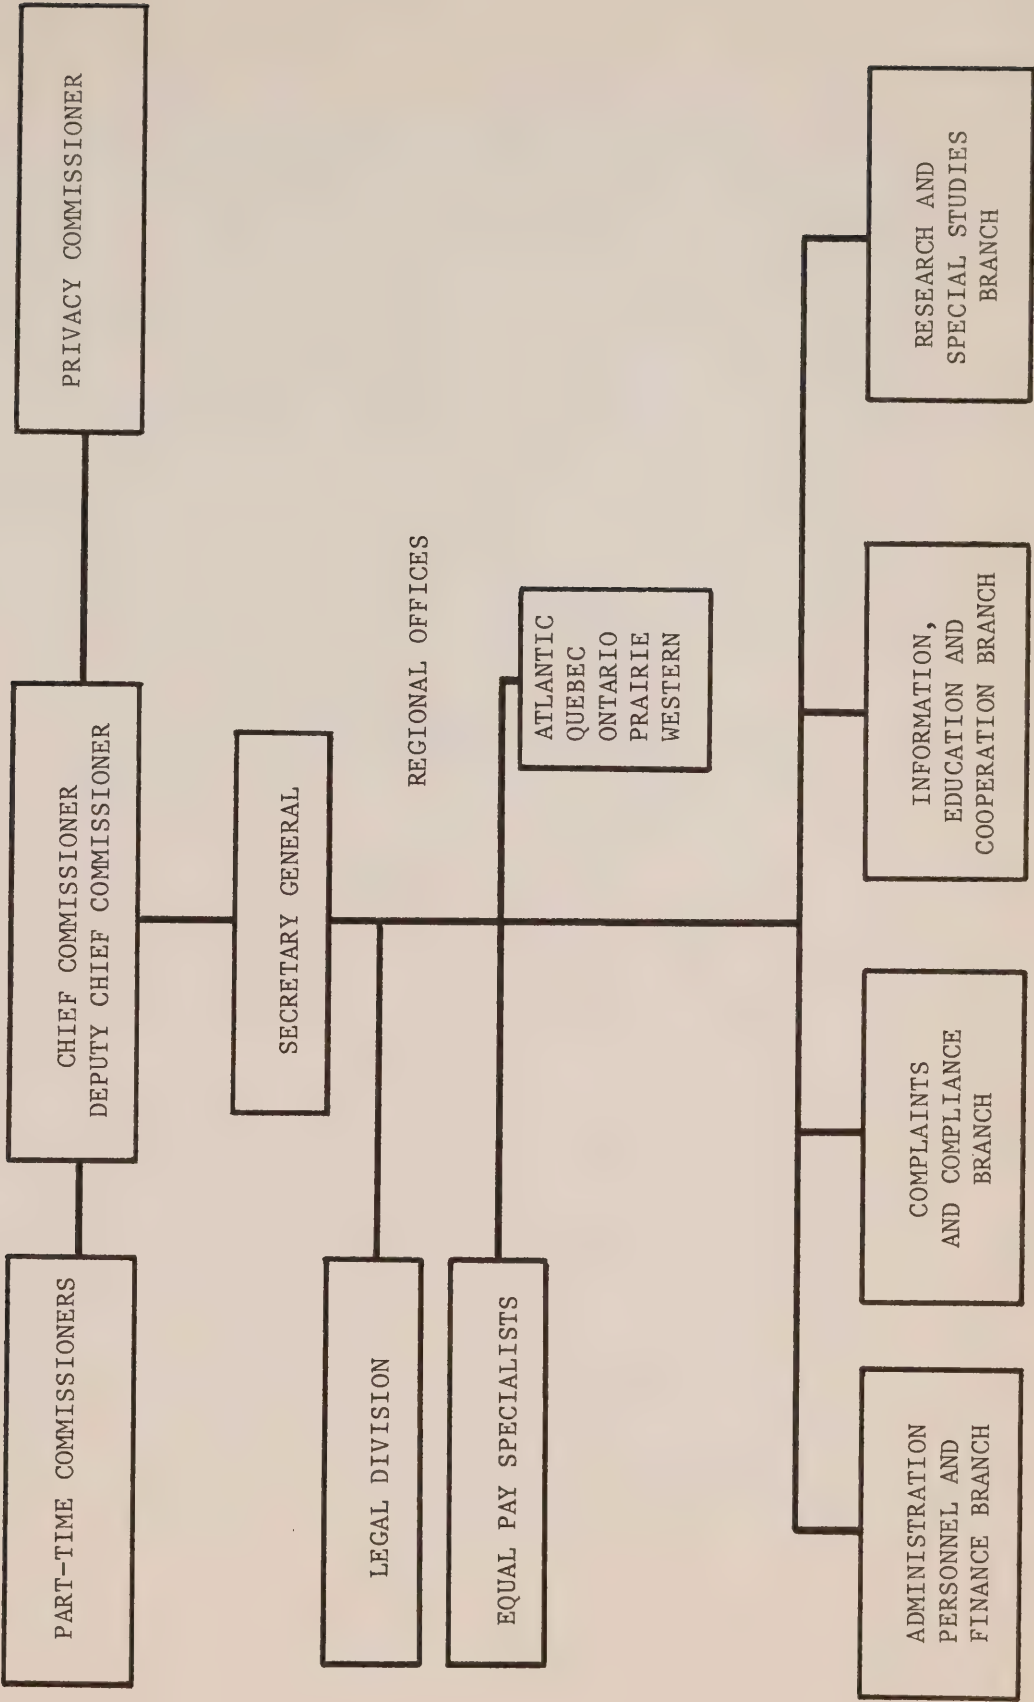 PART-TIME COMMISSIONERS
CHIEF COMMISSIONER
DEPUTY CHIEF COMMISSIONER
PRIVACY COMMISSIONER
SECRETARY GENERAL
LEGAL DIVISION
REGIONAL OFFICES
EQUAL PAY SPECIALISTS
ATLANTIC
QUEBEC
ONTARIO
PRAIRIE
WESTERN
ADMINISTRATION
PERSONNEL AND
FINANCE BRANCH
COMPLAINTS
AND COMPLIANCE
BRANCH
INFORMATION,
EDUCATION AND
COOPERATION BRANCH
RESEARCH AND
SPECIAL STUDIES
BRANCH